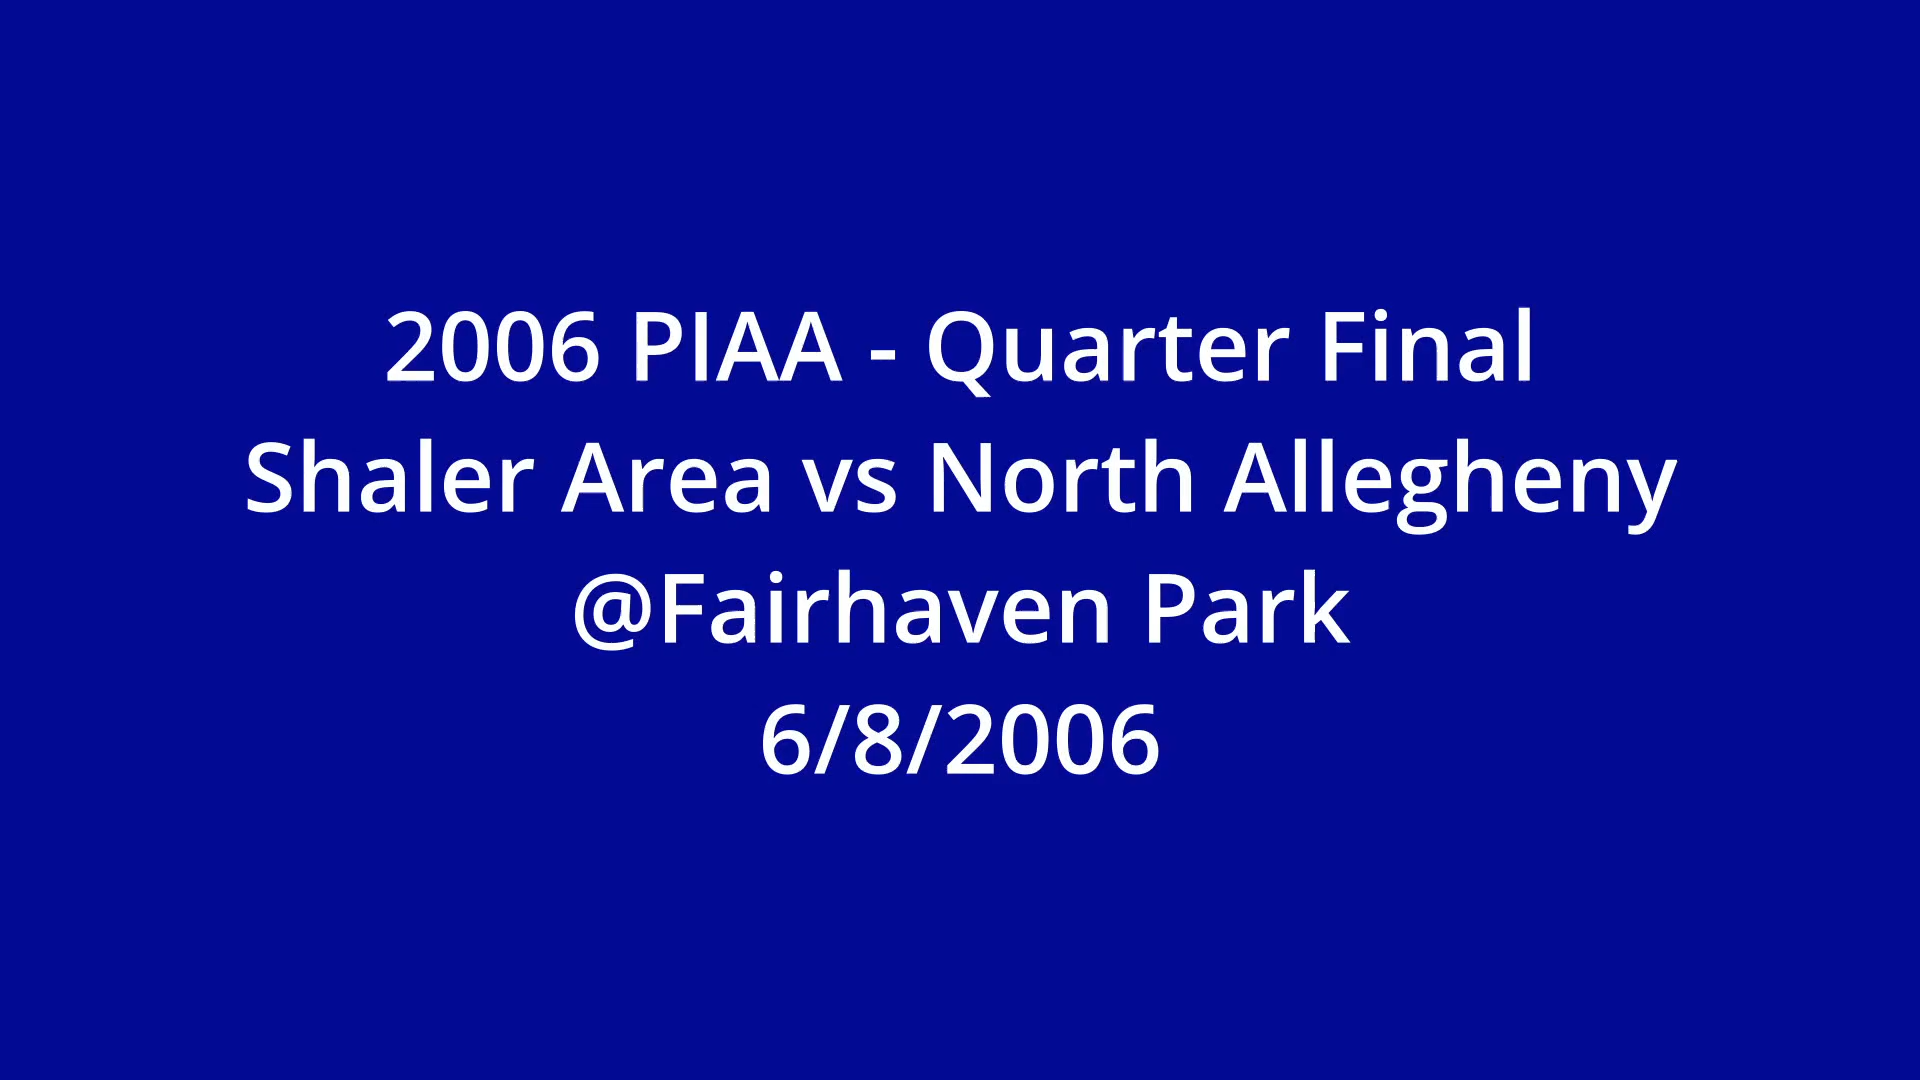 2006 PIAA - Quarter Final
Shaler Area vs North Allegheny
@Fairhaven Park
6/8/2006